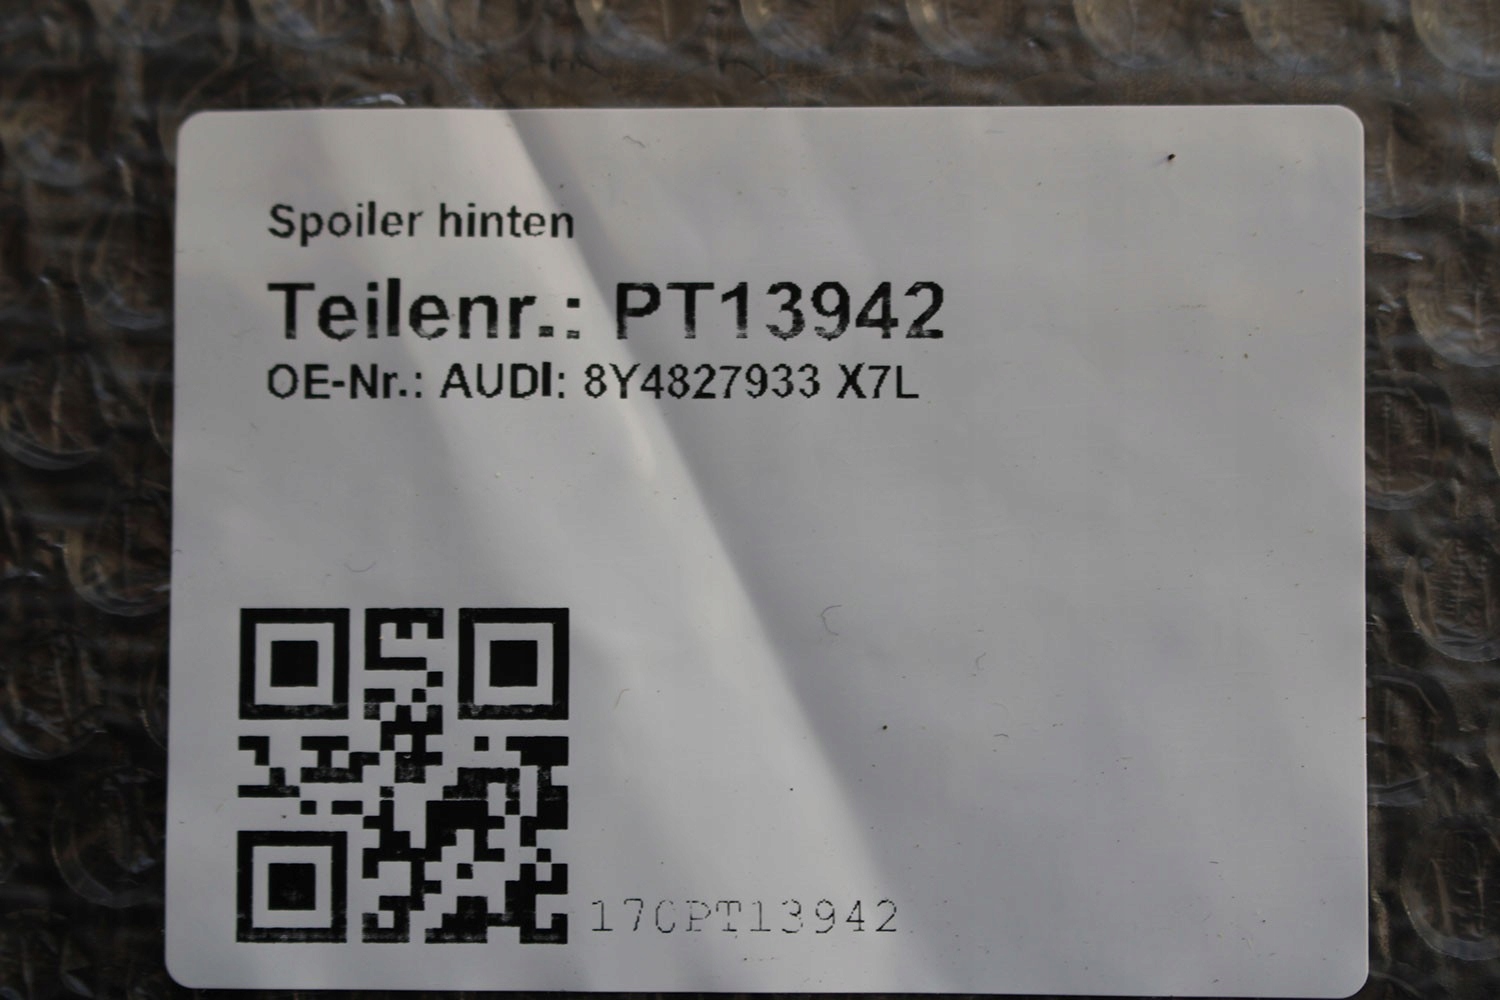 Spoiler hinten
Teilenr.: PT13942
OE-Nr.: AUDI: 8Y4827933 X7L
170PT13942